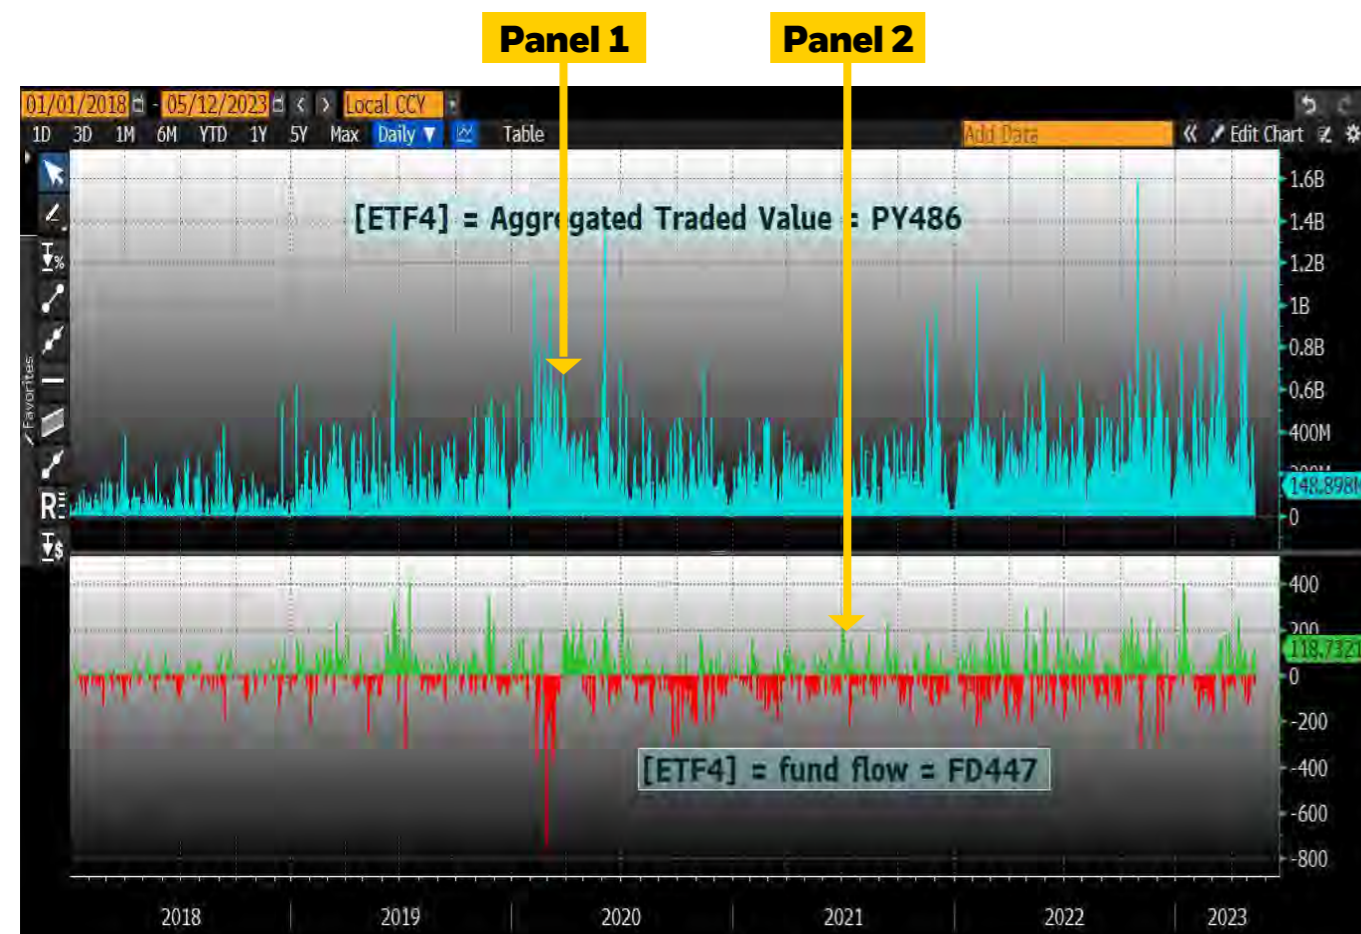 Panel 1 Panel 2
01/01/2018 - 05/12/2023 < > Local CCY
1D 3D 1M 6M YTD 1Y 5Y Max Daily ▼ Table Add Data « Edit Chart
[ETF4] = Aggregated Traded Value = PY486
1.6B
1.4B
1.2B
1B
0.8B
0.6B
400M
200M
148.898M
0
Favorites
%
R
$
400
200
118.7321
0
-200
[ETF4] = fund flow = FD447
-400
-600
-800
2018 2019 2020 2021 2022 2023